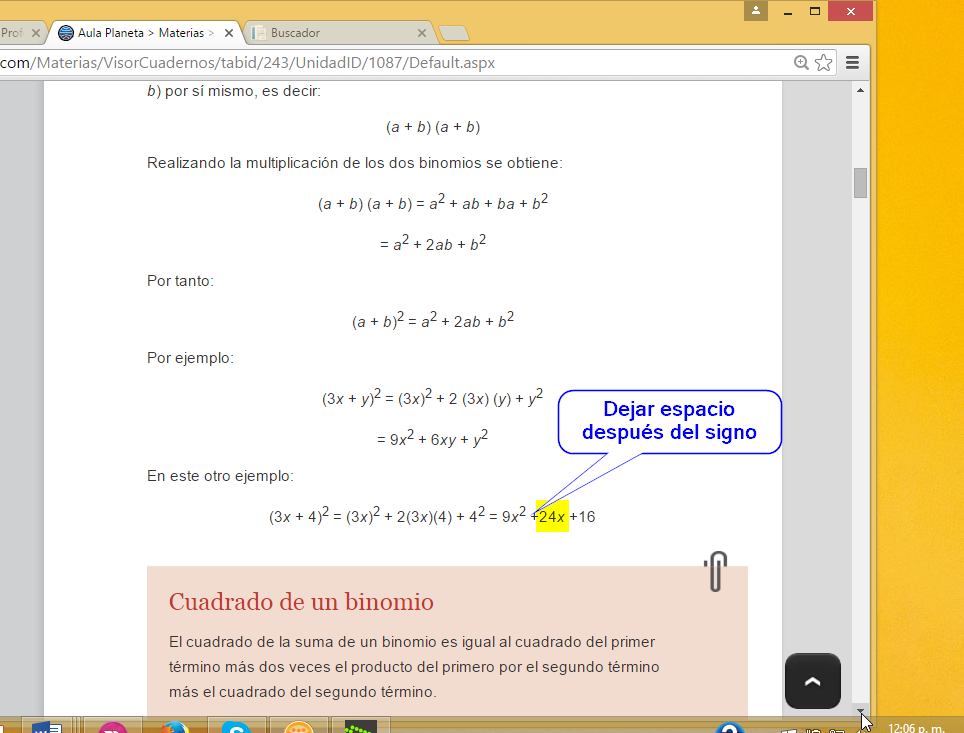 Prof
Aula Planeta > Materias >
Buscador
com/Materias/VisorCuadernos/tabid/243/UnidadID/1087/Default.aspx
b) por sí mismo, es decir:
(a + b) (a + b)
Realizando la multiplicación de los dos binomios se obtiene:
(a + b) (a + b) = a² + ab + ba + b²
= a² + 2ab + b²
Por tanto:
(a + b)² = a² + 2ab + b²
Por ejemplo:
(3x + y)² = (3x)² + 2 (3x) (y) + y²
= 9x² + 6xy + y²
Dejar espacio
después del signo
En este otro ejemplo:
(3x + 4)² = (3x)² + 2(3x)(4) + 4² = 9x² +24x +16
Cuadrado de un binomio
El cuadrado de la suma de un binomio es igual al cuadrado del primer
término más dos veces el producto del primero por el segundo término
más el cuadrado del segundo término.
12:06 p. m.